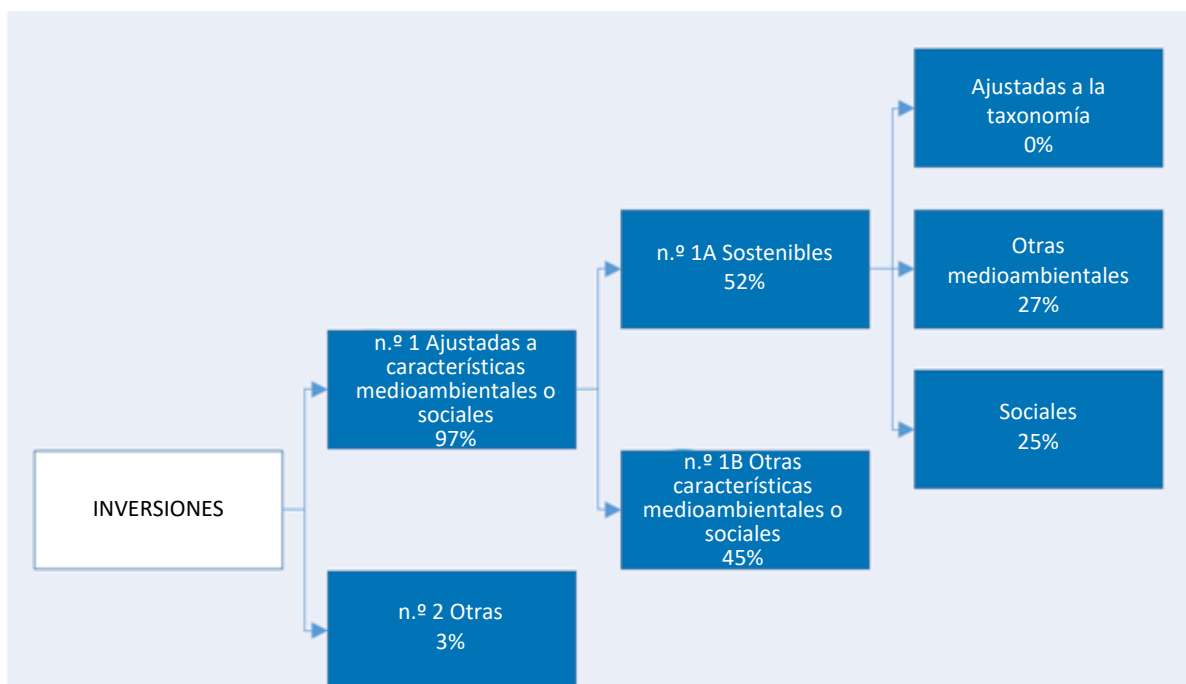 INVERSIONES
n.º 1 Ajustadas a
características
medioambientales o
sociales
97%
n.º 2 Otras
3%
n.º 1A Sostenibles
52%
n.º 1B Otras
características
medioambientales o
sociales
45%
Ajustadas a la
taxonomía
0%
Otras
medioambientales
27%
Sociales
25%